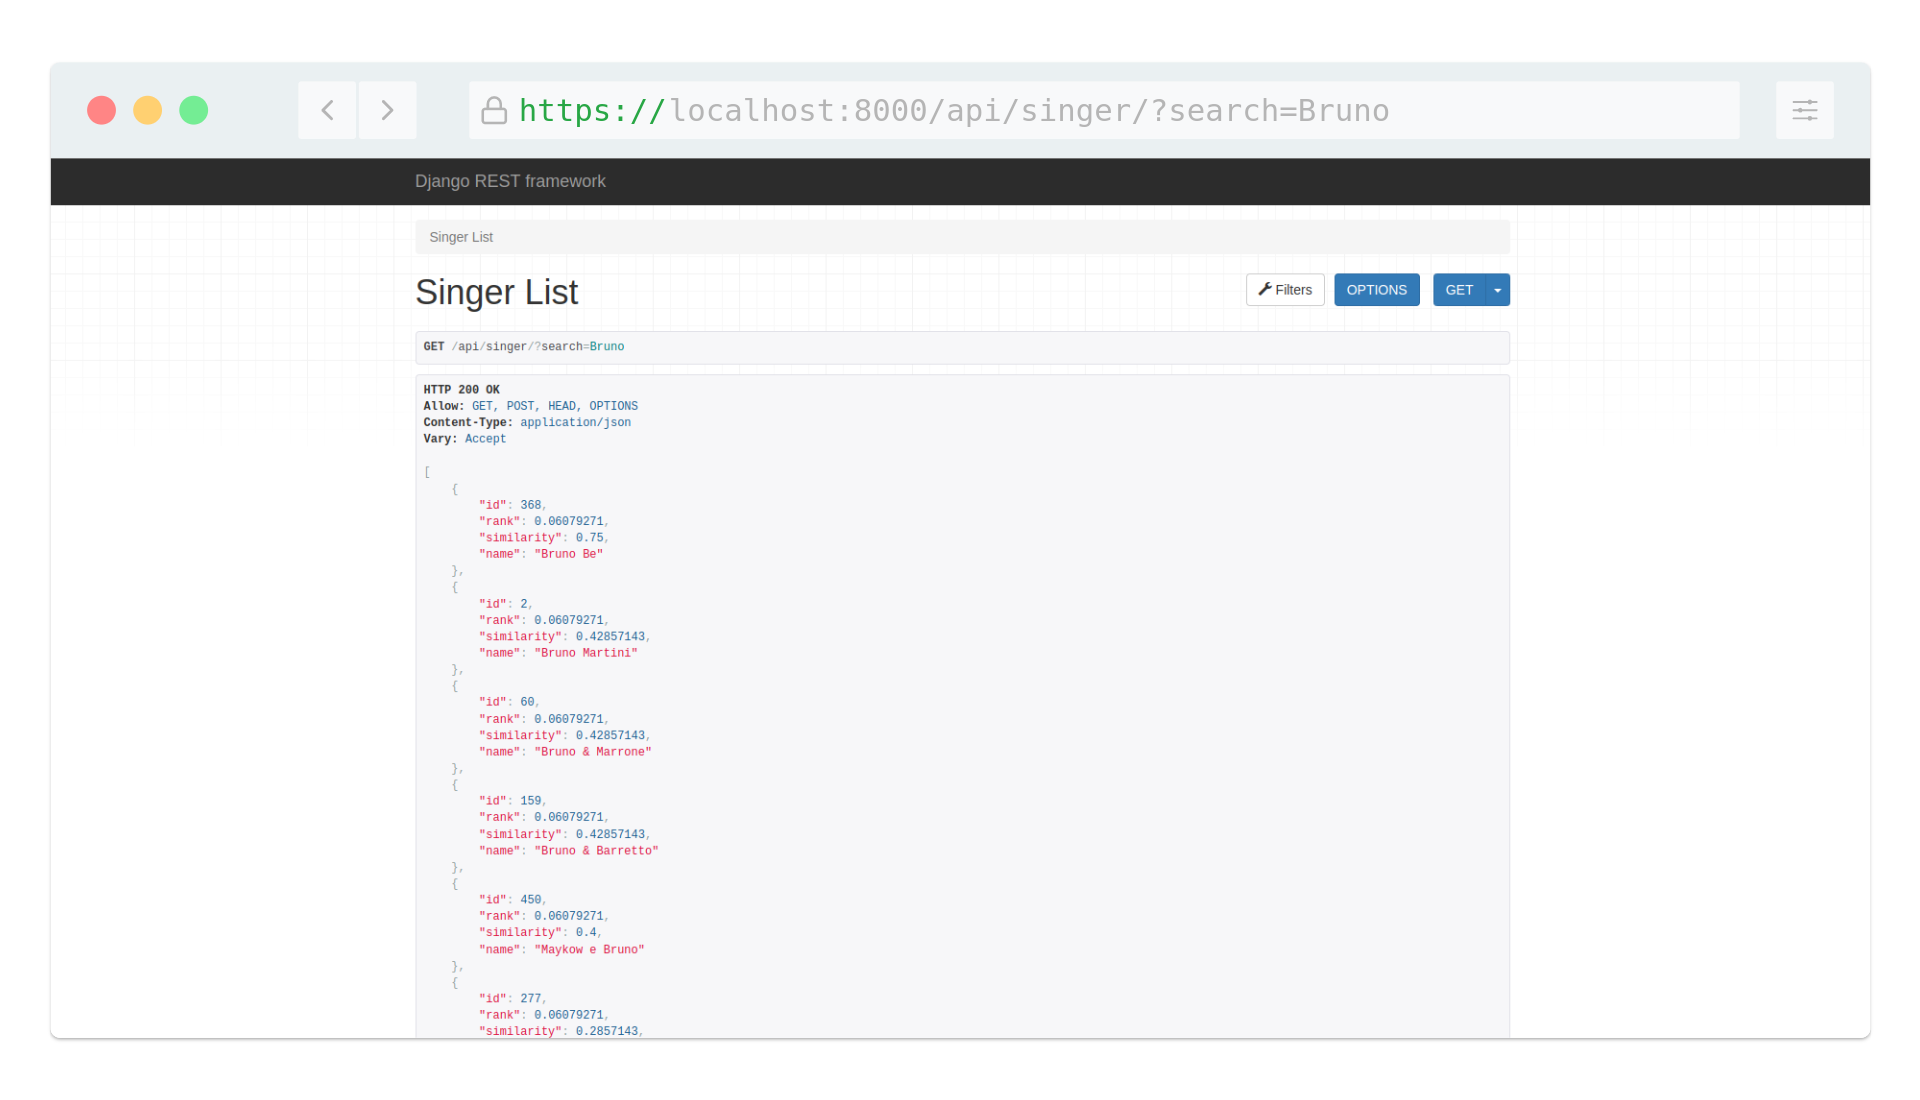 https://localhost:8000/api/singer/?search=Bruno
Django REST framework
Singer List
Singer List
Filters
OPTIONS
GET
GET /api/singer/?search=Bruno
HTTP 200 OK
Allow: GET, POST, HEAD, OPTIONS
Content-Type: application/json
Vary: Accept
[
    {
        "id": 368,
        "rank": 0.06079271,
        "similarity": 0.75,
        "name": "Bruno Be"
    },
    {
        "id": 2,
        "rank": 0.06079271,
        "similarity": 0.42857143,
        "name": "Bruno Martini"
    },
    {
        "id": 60,
        "rank": 0.06079271,
        "similarity": 0.42857143,
        "name": "Bruno & Marrone"
    },
    {
        "id": 159,
        "rank": 0.06079271,
        "similarity": 0.42857143,
        "name": "Bruno & Barretto"
    },
    {
        "id": 450,
        "rank": 0.06079271,
        "similarity": 0.4,
        "name": "Maykow e Bruno"
    },
    {
        "id": 277,
        "rank": 0.06079271,
        "similarity": 0.2857143,